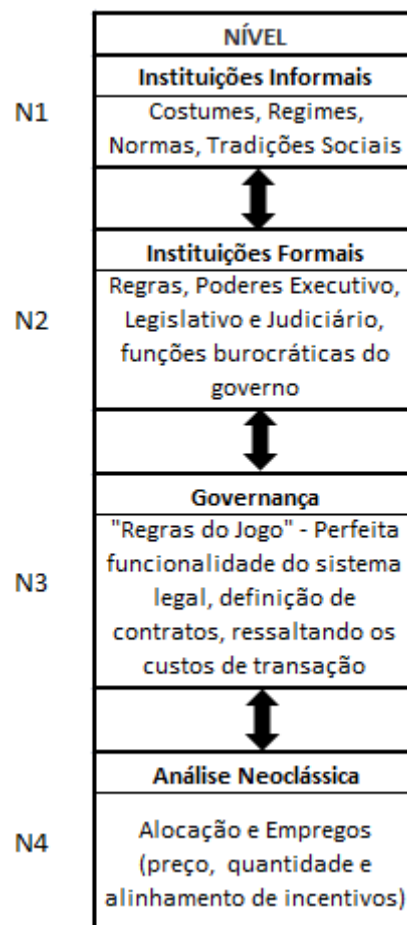 NÍVEL
Instituições Informais
N1
Costumes, Regimes,
Normas, Tradições Sociais
Instituições Formais
N2
Regras, Poderes Executivo,
Legislativo e Judiciário,
funções burocráticas do
governo
Governança
N3
"Regras do Jogo" - Perfeita
funcionalidade do sistema
legal, definição de
contratos, ressaltando os
custos de transação
Análise Neoclássica
N4
Alocação e Empregos
(preço, quantidade e
alinhamento de incentivos)